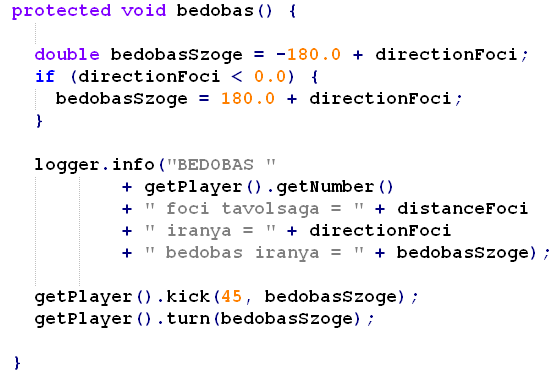 protected void bedobas() {
double bedobasSzoge = -180.0 + directionFoci;
if (directionFoci < 0.0) {
bedobasSzoge = 180.0 + directionFoci;
}
logger.info("BEDOBAS "
+ getPlayer().getNumber()
+ " foci tavolsaga = " + distanceFoci
+ " iranya = " + directionFoci
+ " bedobas iranya = " + bedobasSzoge);
getPlayer().kick(45, bedobasSzoge);
getPlayer().turn(bedobasSzoge);
}